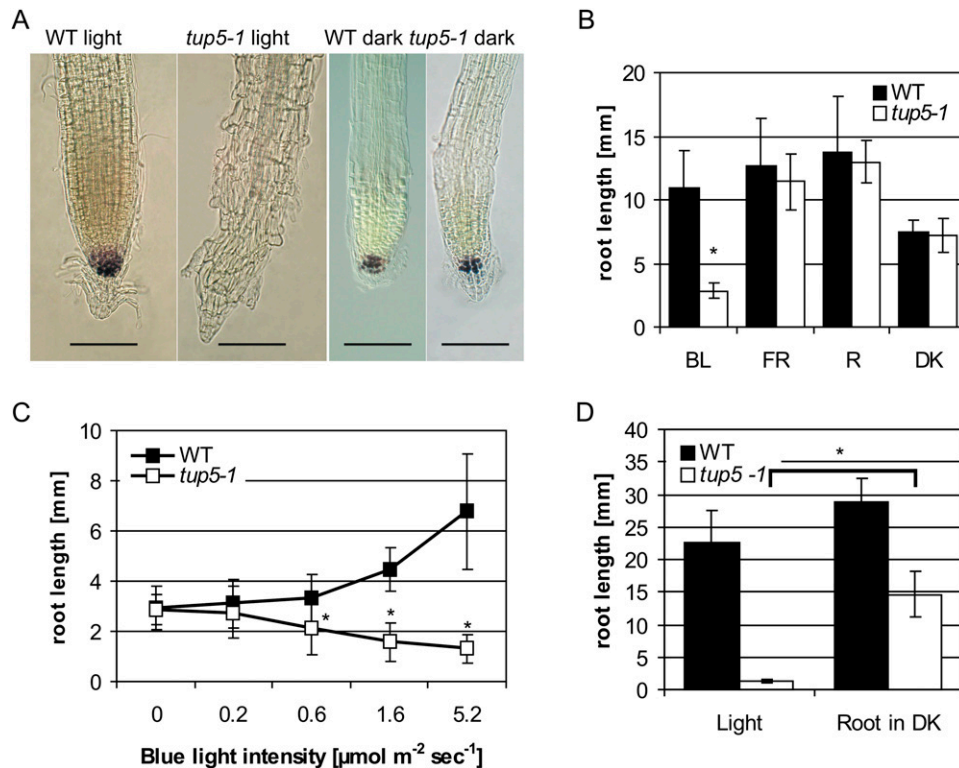 A
WT light
tup5-1 light
WT dark
tup5-1 dark
B
root length [mm]
20
15
10
5
0
WT
tup5-1
*
BL
FR
R
DK
C
root length [mm]
10
8
6
4
2
0
WT
tup5-1
*
*
*
0
0.2
0.6
1.6
5.2
Blue light intensity [µmol m⁻² sec⁻¹]
D
root length [mm]
40
35
30
25
20
15
10
5
0
WT
tup5 -1
*
Light
Root in DK